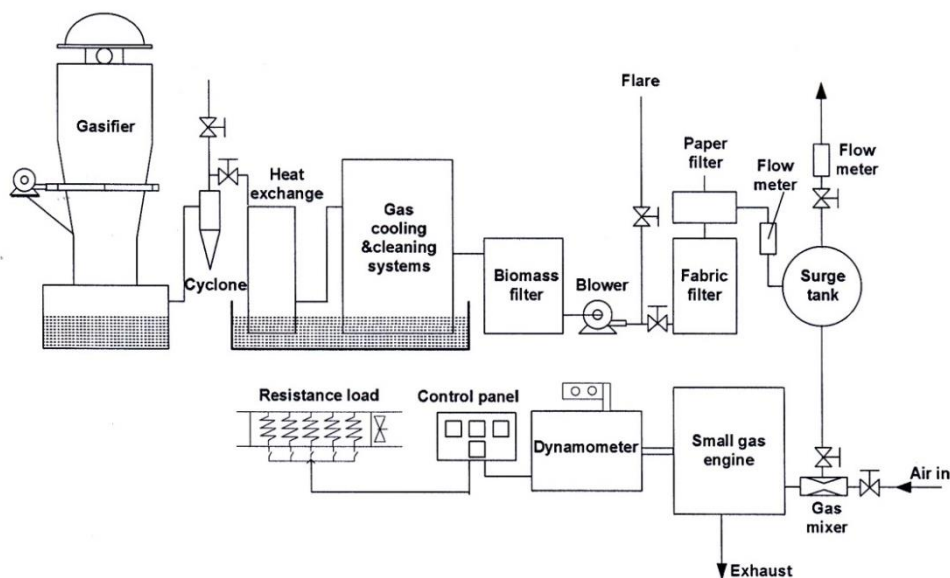 Gasifier
Cyclone
Heat
exchange
Gas
cooling
&cleaning
systems
Biomass
filter
Blower
Flare
Paper
filter
Fabric
filter
Flow
meter
Flow
meter
Surge
tank
Resistance load
Control panel
Dynamometer
Small gas
engine
Gas
mixer
Air in
Exhaust